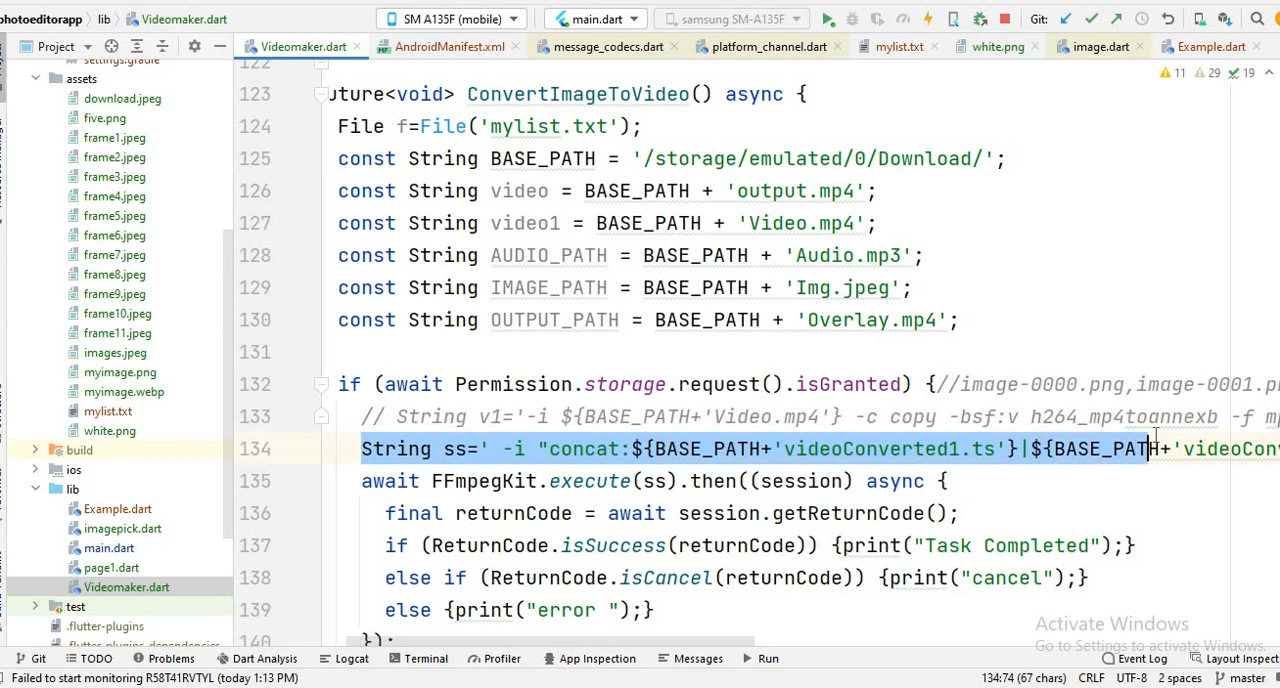 photoeditorapp lib Videomaker.dart SM A135F (mobile) main.dart samsung SM-A135F Git:
Project Videomaker.dart AndroidManifest.xml message_codecs.dart platform_channel.dart mylist.txt white.png image.dart Example.dart
settings.gradle
assets
download.jpeg
five.png
frame1.jpeg
frame2.jpeg
frame3.jpeg
frame4.jpeg
frame5.jpeg
frame6.jpeg
frame7.jpeg
frame8.jpeg
frame9.jpeg
frame10.jpeg
frame11.jpeg
images.jpeg
myimage.png
myimage.webp
mylist.txt
white.png
build
ios
lib
Example.dart
imagepick.dart
main.dart
page1.dart
Videomaker.dart
test
.flutter-plugins
.flutter-plugins-dependencies
11 29 19
122
123 uture<void> ConvertImageToVideo() async {
124 File f=File('mylist.txt');
125 const String BASE_PATH = '/storage/emulated/0/Download/';
126 const String video = BASE_PATH + 'output.mp4';
127 const String video1 = BASE_PATH + 'Video.mp4';
128 const String AUDIO_PATH = BASE_PATH + 'Audio.mp3';
129 const String IMAGE_PATH = BASE_PATH + 'Img.jpeg';
130 const String OUTPUT_PATH = BASE_PATH + 'Overlay.mp4';
131
132 if (await Permission.storage.request().isGranted) {//image-0000.png,image-0001.p
133 // String v1='-i ${BASE_PATH+'Video.mp4'} -c copy -bsf:v h264_mp4toannexb -f m
134 String ss=' -i "concat:${BASE_PATH+'videoConverted1.ts'}|${BASE_PATH+'videoCon
135 await FFmpegKit.execute(ss).then((session) async {
136 final returnCode = await session.getReturnCode();
137 if (ReturnCode.isSuccess(returnCode)) {print("Task Completed");}
138 else if (ReturnCode.isCancel(returnCode)) {print("cancel");}
139 else {print("error ");}
140 });
Activate Windows
Go to Settings to activate Windows.
Git TODO Problems Dart Analysis Logcat Terminal Profiler App Inspection Messages Run Event Log Layout Inspect
Failed to start monitoring R58T41RVTYL (today 1:13 PM) 134:74 (67 chars) CRLF UTF-8 2 spaces master